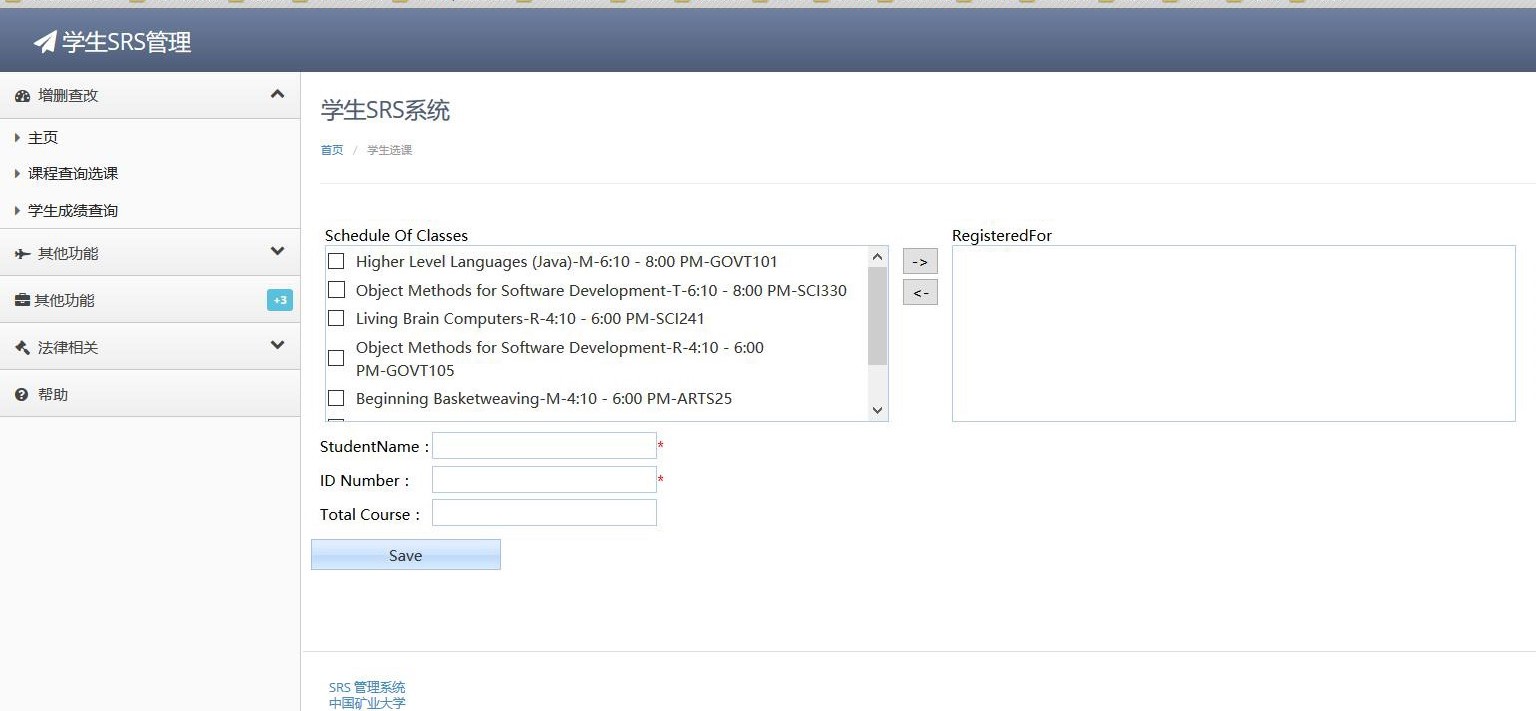 学生SRS管理
增删查改
主页
课程查询选课
学生成绩查询
其他功能
其他功能
+3
法律相关
帮助
学生SRS系统
首页 / 学生选课
Schedule Of Classes
Higher Level Languages (Java)-M-6:10 - 8:00 PM-GOVT101
Object Methods for Software Development-T-6:10 - 8:00 PM-SCI330
Living Brain Computers-R-4:10 - 6:00 PM-SCI241
Object Methods for Software Development-R-4:10 - 6:00
PM-GOVT105
Beginning Basketweaving-M-4:10 - 6:00 PM-ARTS25
->
<-
RegisteredFor
StudentName : *
ID Number : *
Total Course :
Save
SRS 管理系统
中国矿业大学